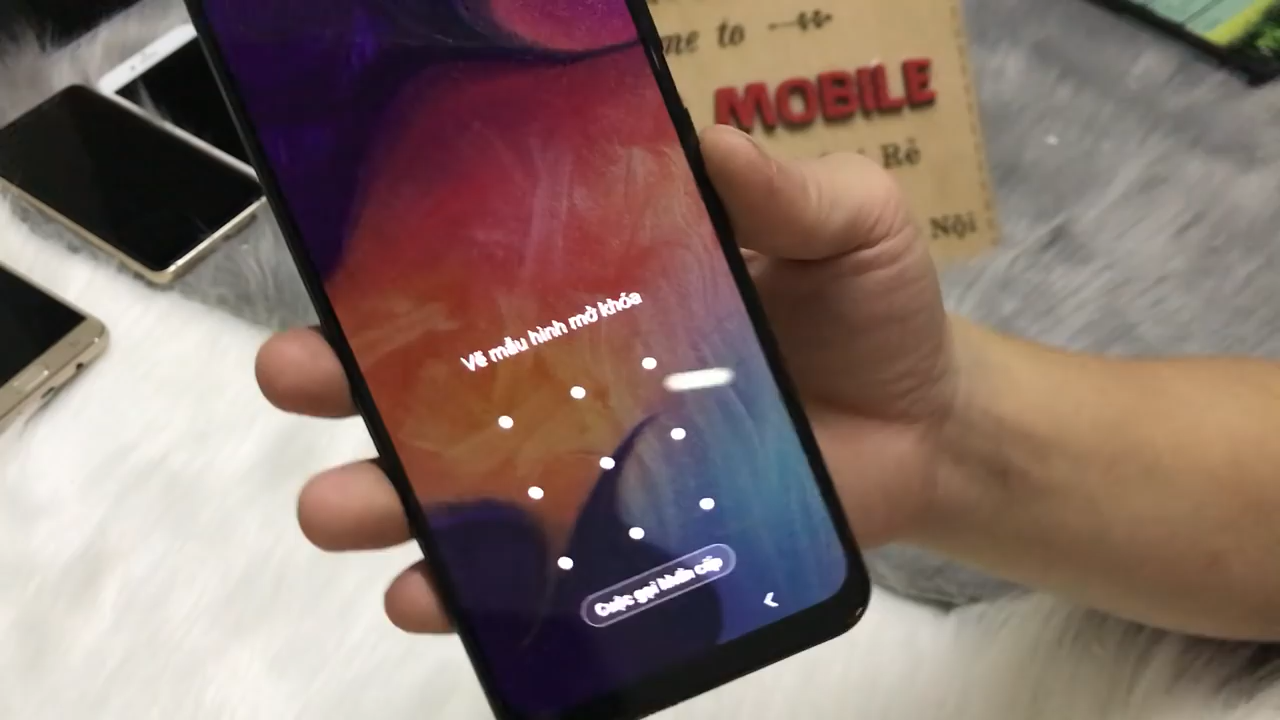 me to
MOBILE
Rẻ
Nội
Vẽ mẫu hình mở khóa
Cuộc gọi khẩn cấp